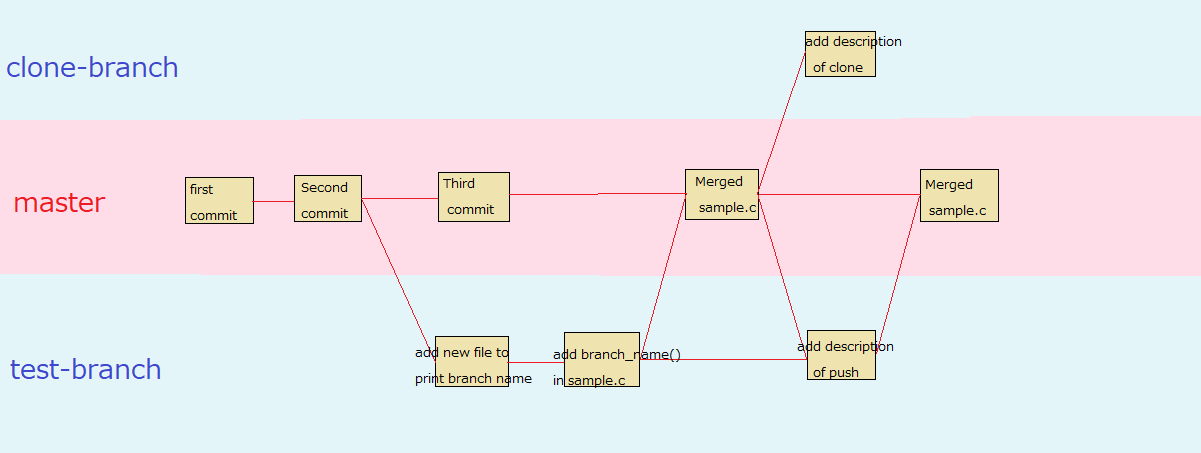 clone-branch
add description
of clone
master
first
commit
Second
commit
Third
commit
Merged
sample.c
Merged
sample.c
test-branch
add new file to
print branch name
add branch_name()
in sample.c
add description
of push